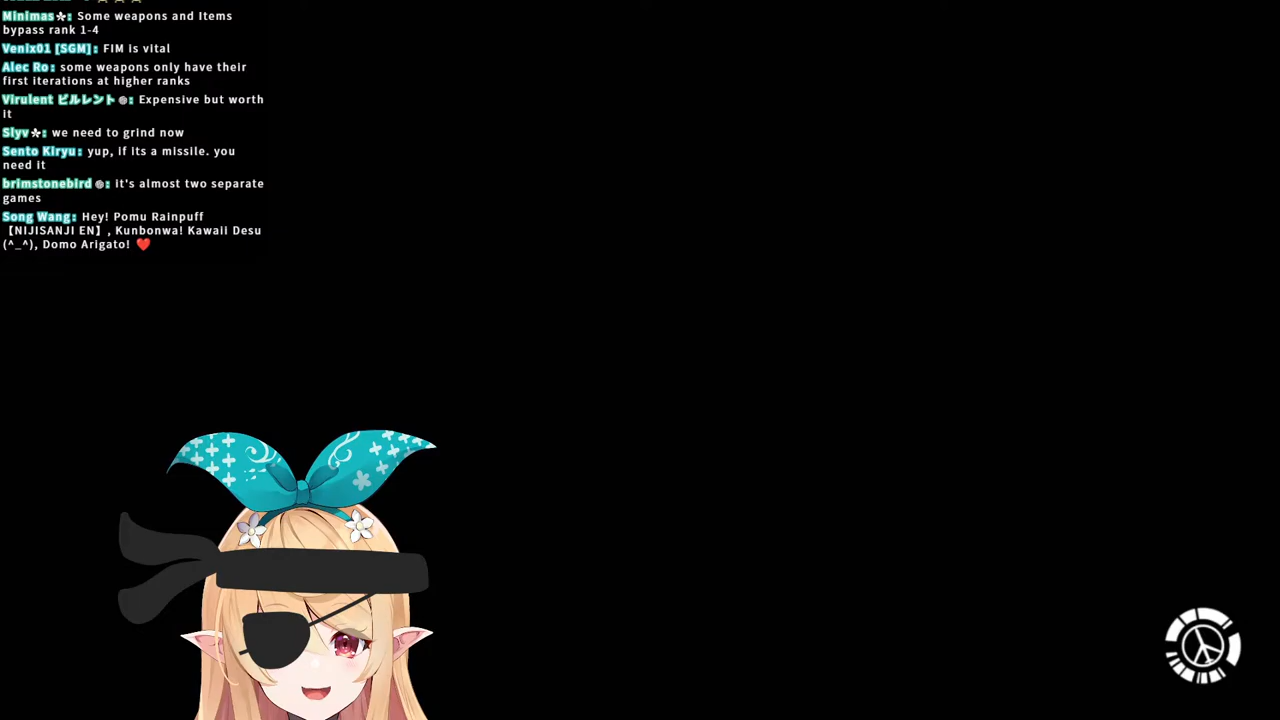 Minimas: Some weapons and Items
bypass rank 1-4
Venix01 [SGM]: FIM is vital
Alec Ro: some weapons only have their
first iterations at higher ranks
Virulent ビルレント: Expensive but worth
it
Slyv: we need to grind now
Sento Kiryu: yup, if its a missile. you
need it
brimstonebird: It's almost two separate
games
Song Wang: Hey! Pomu Rainpuff
【NIJISANJI EN】, Kunbonwa! Kawaii Desu
(^_^), Domo Arigato! ❤️